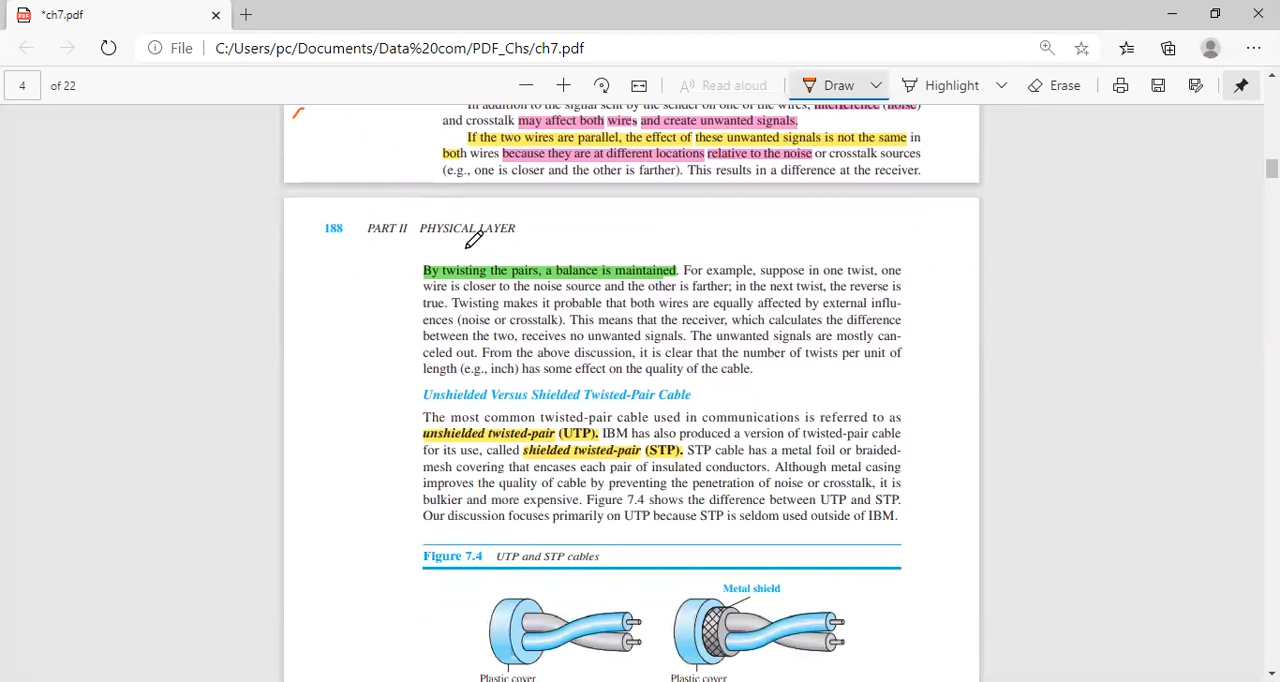 *ch7.pdf
File
C:/Users/pc/Documents/Data%20com/PDF_Chs/ch7.pdf
4 of 22
Read aloud
Draw
Highlight
Erase
In addition to the signal sent by the sender on one of the wires, interference (noise)
and crosstalk may affect both wires and create unwanted signals.
If the two wires are parallel, the effect of these unwanted signals is not the same in
both wires because they are at different locations relative to the noise or crosstalk sources
(e.g., one is closer and the other is farther). This results in a difference at the receiver.
188 PART II PHYSICAL LAYER
By twisting the pairs, a balance is maintained. For example, suppose in one twist, one
wire is closer to the noise source and the other is farther; in the next twist, the reverse is
true. Twisting makes it probable that both wires are equally affected by external influ-
ences (noise or crosstalk). This means that the receiver, which calculates the difference
between the two, receives no unwanted signals. The unwanted signals are mostly can-
celed out. From the above discussion, it is clear that the number of twists per unit of
length (e.g., inch) has some effect on the quality of the cable.
Unshielded Versus Shielded Twisted-Pair Cable
The most common twisted-pair cable used in communications is referred to as
unshielded twisted-pair (UTP). IBM has also produced a version of twisted-pair cable
for its use, called shielded twisted-pair (STP). STP cable has a metal foil or braided-
mesh covering that encases each pair of insulated conductors. Although metal casing
improves the quality of cable by preventing the penetration of noise or crosstalk, it is
bulkier and more expensive. Figure 7.4 shows the difference between UTP and STP.
Our discussion focuses primarily on UTP because STP is seldom used outside of IBM.
Figure 7.4 UTP and STP cables
Metal shield
Plastic cover
Plastic cover